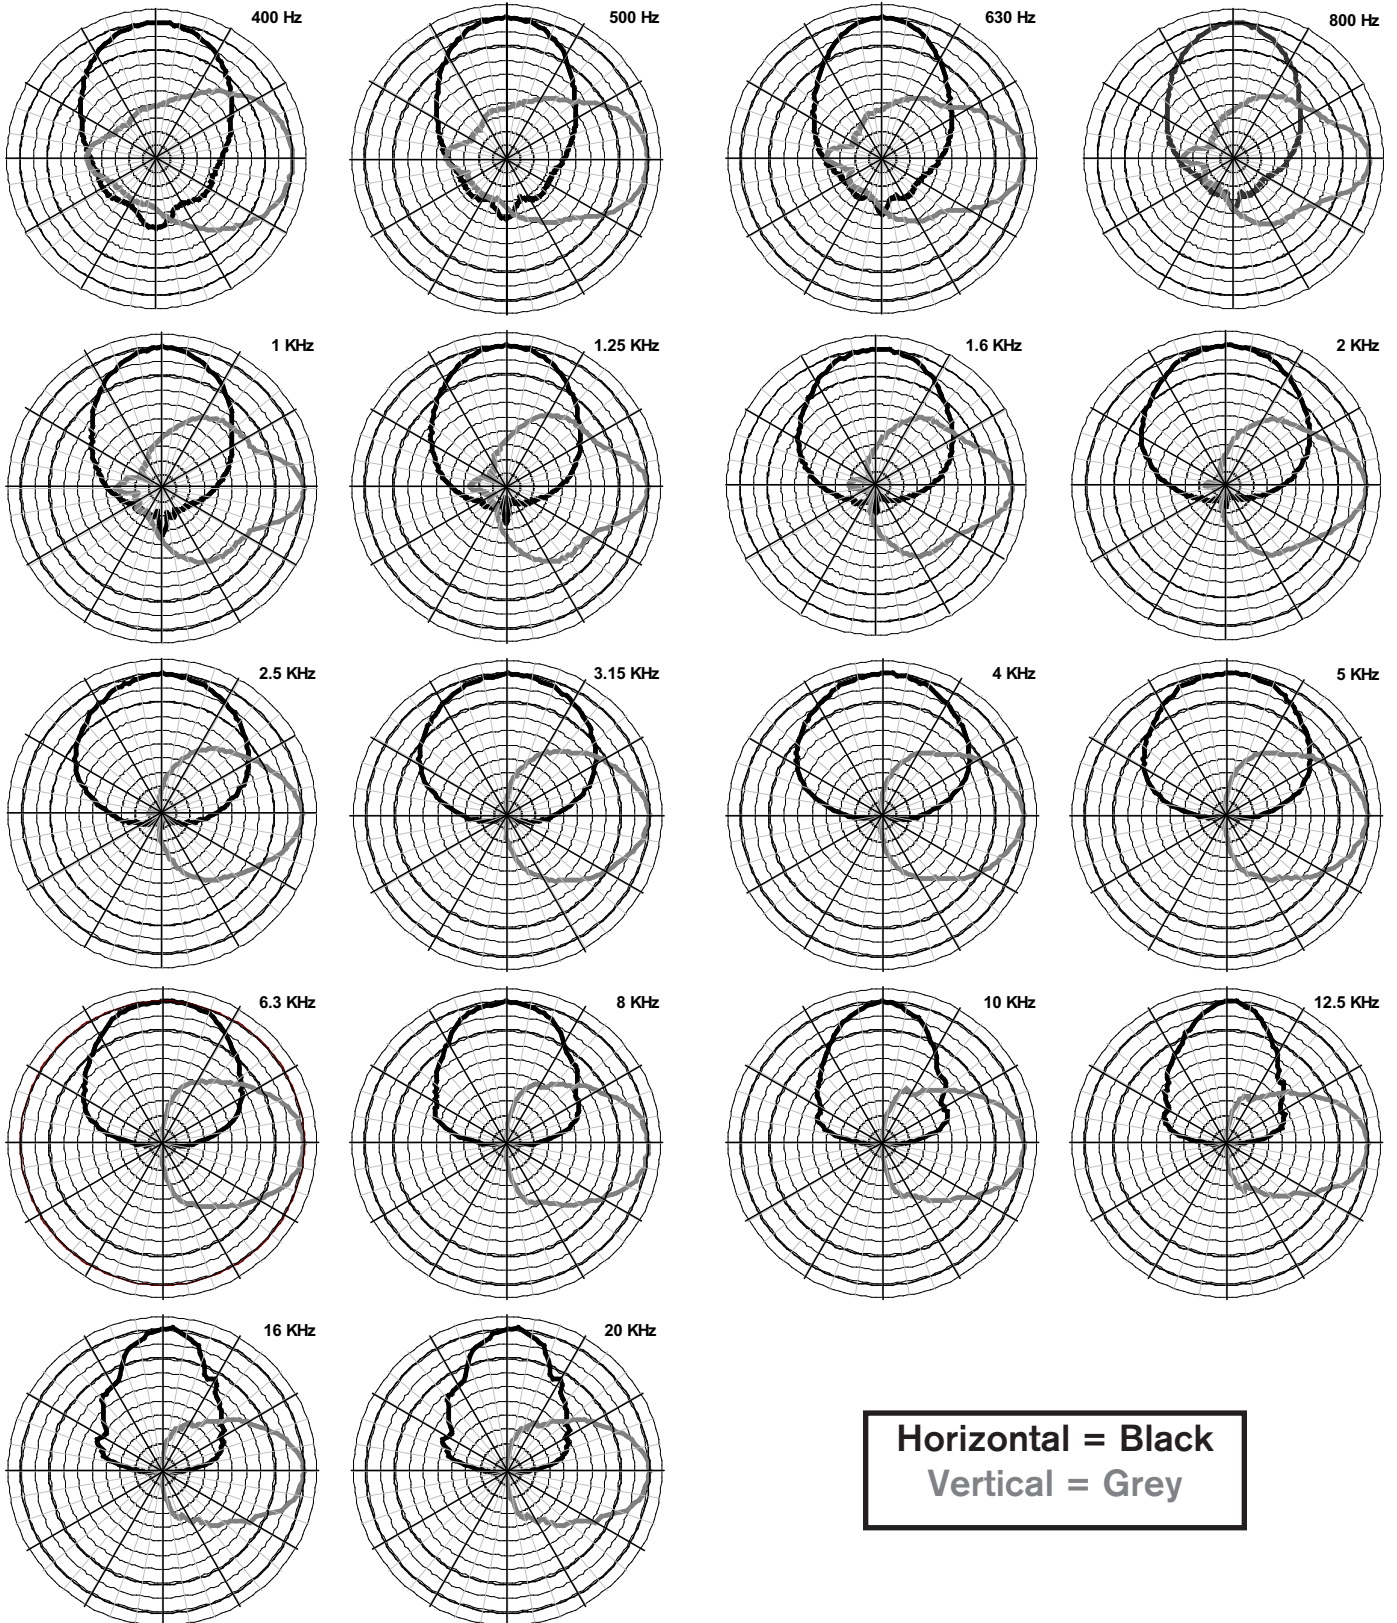 400 Hz
500 Hz
630 Hz
800 Hz
1 KHz
1.25 KHz
1.6 KHz
2 KHz
2.5 KHz
3.15 KHz
4 KHz
5 KHz
6.3 KHz
8 KHz
10 KHz
12.5 KHz
16 KHz
20 KHz
Horizontal = Black
Vertical = Grey